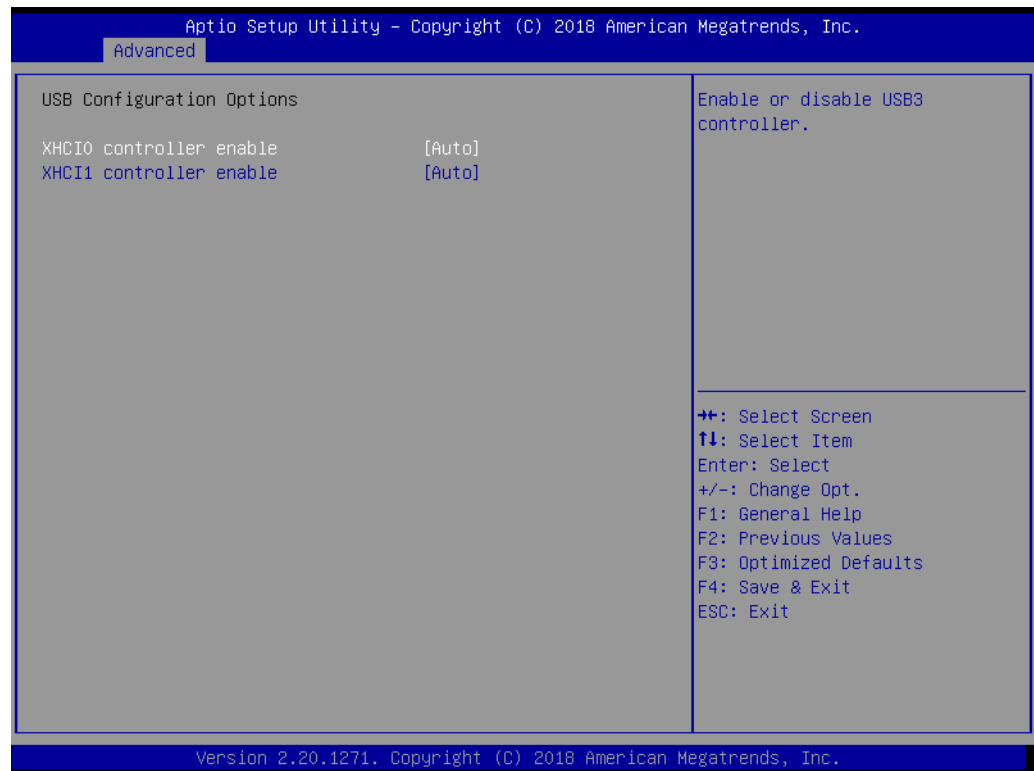 Aptio Setup Utility – Copyright (C) 2018 American Megatrends, Inc.
Advanced
USB Configuration Options
XHCI0 controller enable [Auto]
XHCI1 controller enable [Auto]
Enable or disable USB3
controller.
→←: Select Screen
↑↓: Select Item
Enter: Select
+/-: Change Opt.
F1: General Help
F2: Previous Values
F3: Optimized Defaults
F4: Save & Exit
ESC: Exit
Version 2.20.1271. Copyright (C) 2018 American Megatrends, Inc.